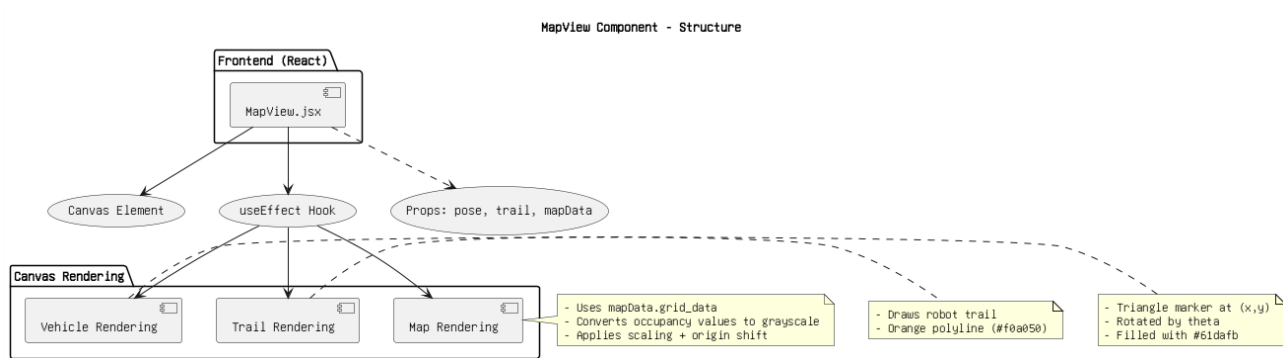 MapView Component - Structure
Frontend (React)
MapView.jsx
Canvas Element
useEffect Hook
Props: pose, trail, mapData
Canvas Rendering
Vehicle Rendering
Trail Rendering
Map Rendering
- Uses mapData.grid_data
- Converts occupancy values to grayscale
- Applies scaling + origin shift
- Draws robot trail
- Orange polyline (#f0a050)
- Triangle marker at (x,y)
- Rotated by theta
- Filled with #61dafb